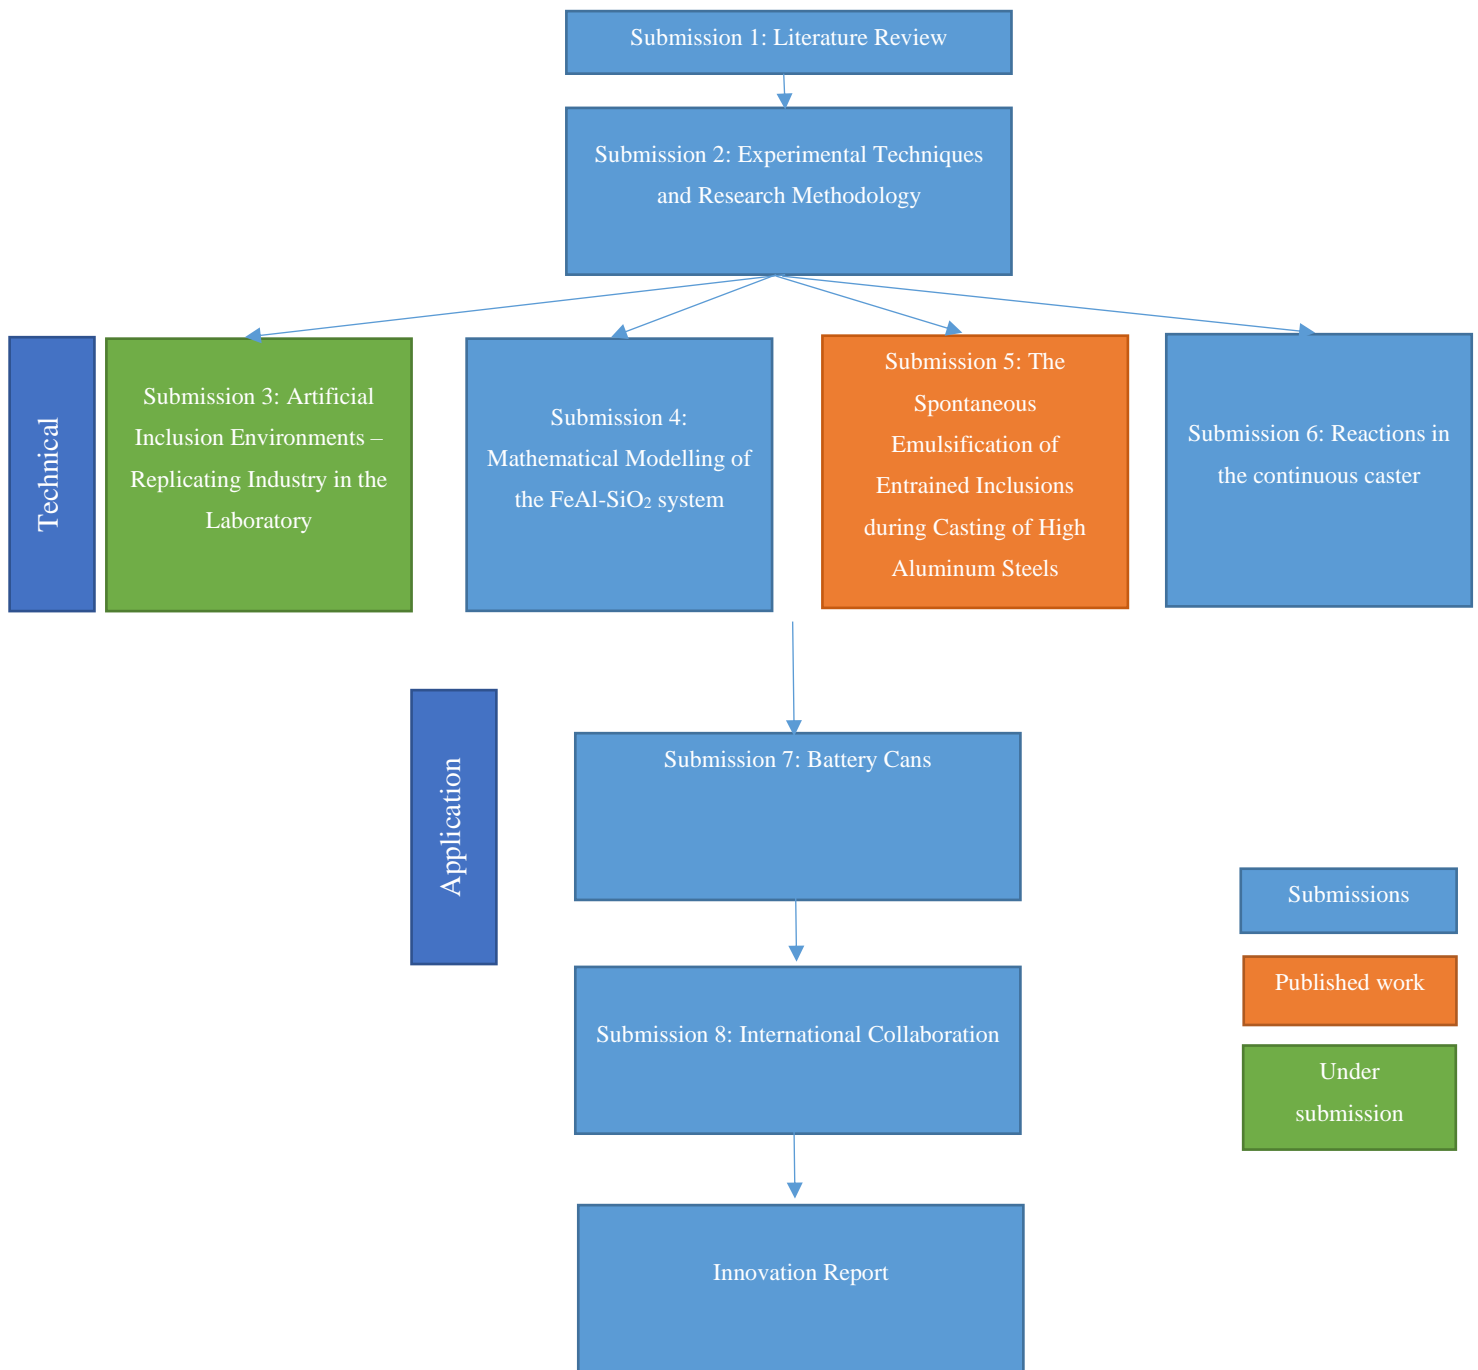 Submission 1: Literature Review
Submission 2: Experimental Techniques
and Research Methodology
Technical
Submission 3: Artificial
Inclusion Environments –
Replicating Industry in the
Laboratory
Submission 4:
Mathematical Modelling of
the FeAl-SiO₂ system
Submission 5: The
Spontaneous
Emulsification of
Entrained Inclusions
during Casting of High
Aluminum Steels
Submission 6: Reactions in
the continuous caster
Application
Submission 7: Battery Cans
Submission 8: International Collaboration
Innovation Report
Submissions
Published work
Under
submission